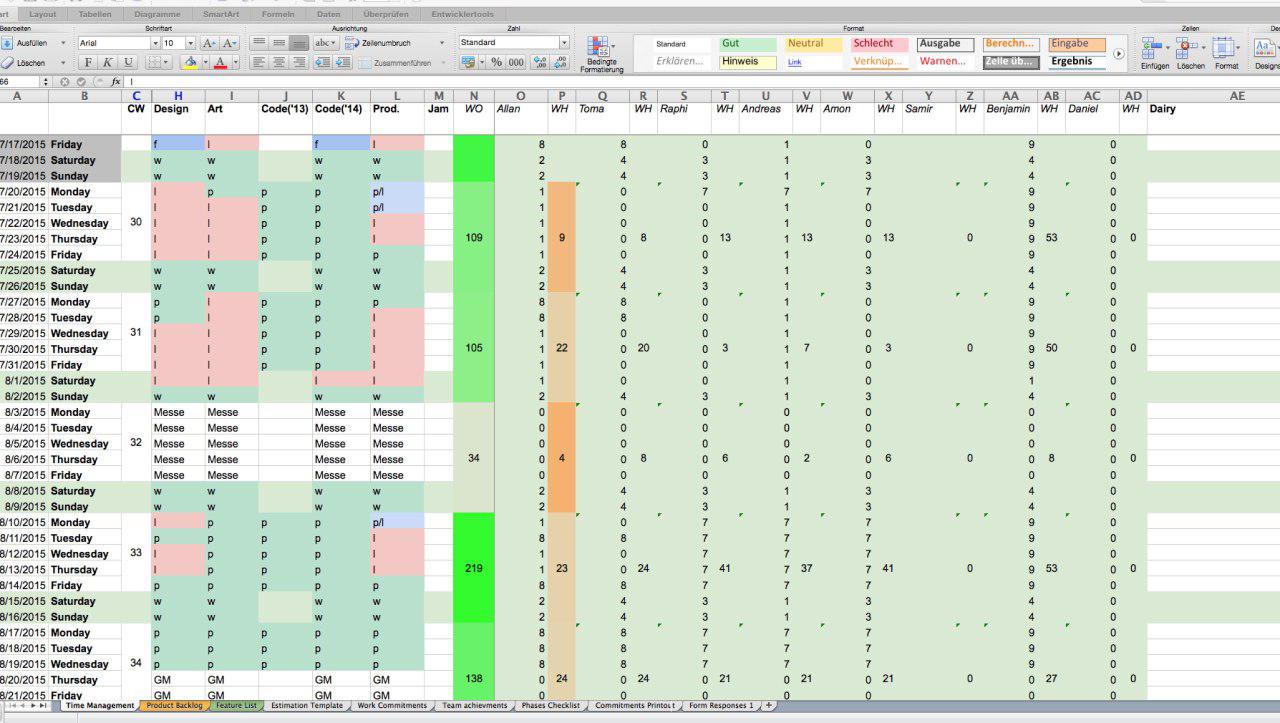 Layout Tabellen Diagramme SmartArt Formeln Daten Überprüfen Entwicklertools
Bearbeiten Schriftart Ausrichtung Zahl Format Zellen
Ausfüllen Arial 10 A A abc Zeilenumbruch Standard Standard Gut Neutral Schlecht Ausgabe Berechn... Eingabe
Löschen F K U A Zusammenführen % 000 Bedingte Formatierung Erklären... Hinweis Link Verknüp... Warnen... Zelle üb... Ergebnis Einfügen Löschen Format Designs
66 fx l
A B C H I J K L M N O P Q R S T U V W X Y Z AA AB AC AD AE
CW Design Art Code('13) Code('14) Prod. Jam WO Allan WH Toma WH Raphi WH Andreas WH Amon WH Samir WH Benjamin WH Daniel WH Dairy
7/17/2015 Friday f l f l 8 8 0 1 0 9 0
7/18/2015 Saturday w w w w 2 4 3 1 3 4 0
7/19/2015 Sunday w w w w 2 4 3 1 3 4 0
7/20/2015 Monday l p p p p/l 1 0 7 7 7 9 0
7/21/2015 Tuesday l l p p p/l 1 0 0 0 0 9 0
7/22/2015 Wednesday 30 l l p p l 1 0 0 0 0 9 0
7/23/2015 Thursday l l p p l 109 1 9 0 8 0 13 1 13 0 13 0 9 53 0 0
7/24/2015 Friday l l p p p 1 0 0 0 0 9 0
7/25/2015 Saturday w w w w 2 4 3 1 3 4 0
7/26/2015 Sunday w w w w 2 4 3 1 3 4 0
7/27/2015 Monday p l p p p 8 8 0 0 0 9 0
7/28/2015 Tuesday p l p p l 8 8 0 0 0 9 0
7/29/2015 Wednesday 31 l l p p l 1 0 0 0 0 9 0
7/30/2015 Thursday l l p p l 105 1 22 0 20 0 3 1 7 0 3 0 9 50 0 0
7/31/2015 Friday l l p p l 1 0 0 0 0 9 0
8/1/2015 Saturday l l l l 1 0 0 1 0 1 0
8/2/2015 Sunday w w w w 2 4 3 1 3 4 0
8/3/2015 Monday Messe Messe Messe Messe 0 0 0 0 0 0 0
8/4/2015 Tuesday Messe Messe Messe Messe 0 0 0 0 0 0 0
8/5/2015 Wednesday 32 Messe Messe Messe Messe 0 0 0 0 0 0 0
8/6/2015 Thursday Messe Messe Messe Messe 34 0 4 0 8 0 6 0 2 0 6 0 0 8 0 0
8/7/2015 Friday Messe Messe Messe Messe 0 0 0 0 0 0 0
8/8/2015 Saturday w w w w 2 4 3 1 3 4 0
8/9/2015 Sunday w w w w 2 4 3 1 3 4 0
8/10/2015 Monday l p p p p/l 1 0 7 7 7 9 0
8/11/2015 Tuesday p p p p l 8 8 7 7 7 9 0
8/12/2015 Wednesday 33 l p p p l 1 0 7 7 7 9 0
8/13/2015 Thursday l p p p l 219 1 23 0 24 7 41 7 37 7 41 0 9 53 0 0
8/14/2015 Friday p p p p p 8 8 7 7 7 9 0
8/15/2015 Saturday w w w w 2 4 3 1 3 4 0
8/16/2015 Sunday w w w w 2 4 3 1 3 4 0
8/17/2015 Monday p p p p p 8 8 7 7 7 9 0
8/18/2015 Tuesday p p p p p 8 8 7 7 7 9 0
8/19/2015 Wednesday 34 p p p p p 8 8 7 7 7 9 0
8/20/2015 Thursday GM GM GM GM 138 0 24 0 24 0 21 0 21 0 21 0 0 27 0 0
8/21/2015 Friday GM GM GM GM 0 0 0 0 0 0 0
Time Management Product Backlog Feature List Estimation Template Work Commitments Team achievments Phases Checklist Commitments Printout Form Responses 1 +